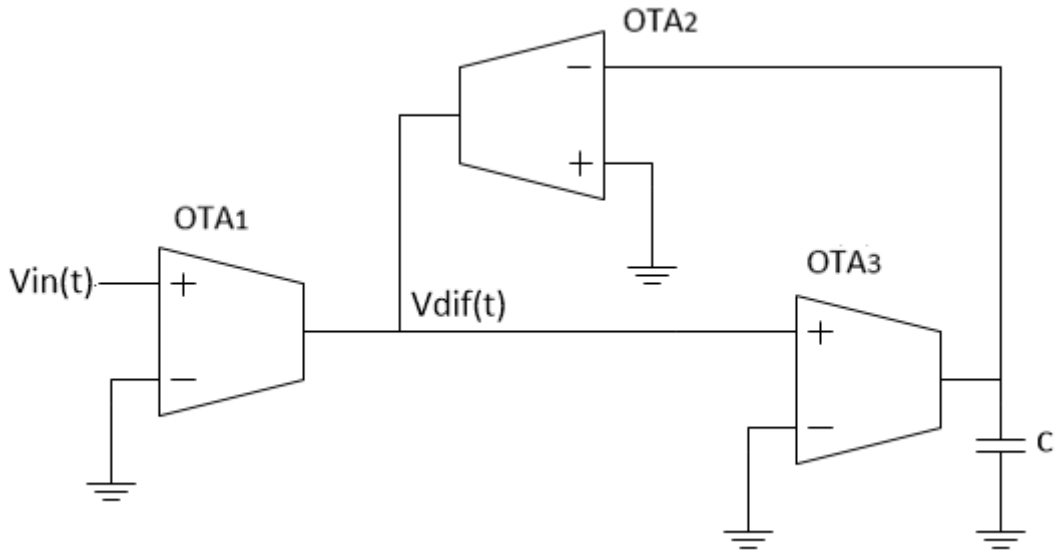 OTA2
−
+
OTA1
Vin(t)
+
−
Vdif(t)
OTA3
+
−
C